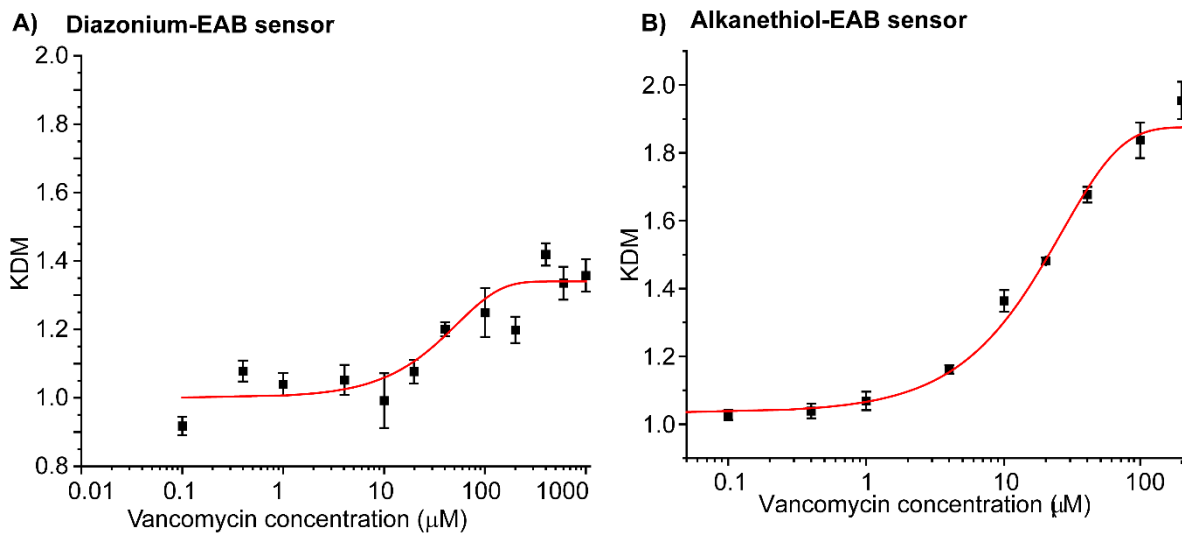 A) Diazonium-EAB sensor
2.0
1.8
1.6
1.4
1.2
1.0
0.8
KDM
0.01 0.1 1 10 100 1000
Vancomycin concentration (μM)
B) Alkanethiol-EAB sensor
2.0
1.8
1.6
1.4
1.2
1.0
KDM
0.1 1 10 100
Vancomycin concentration (μM)